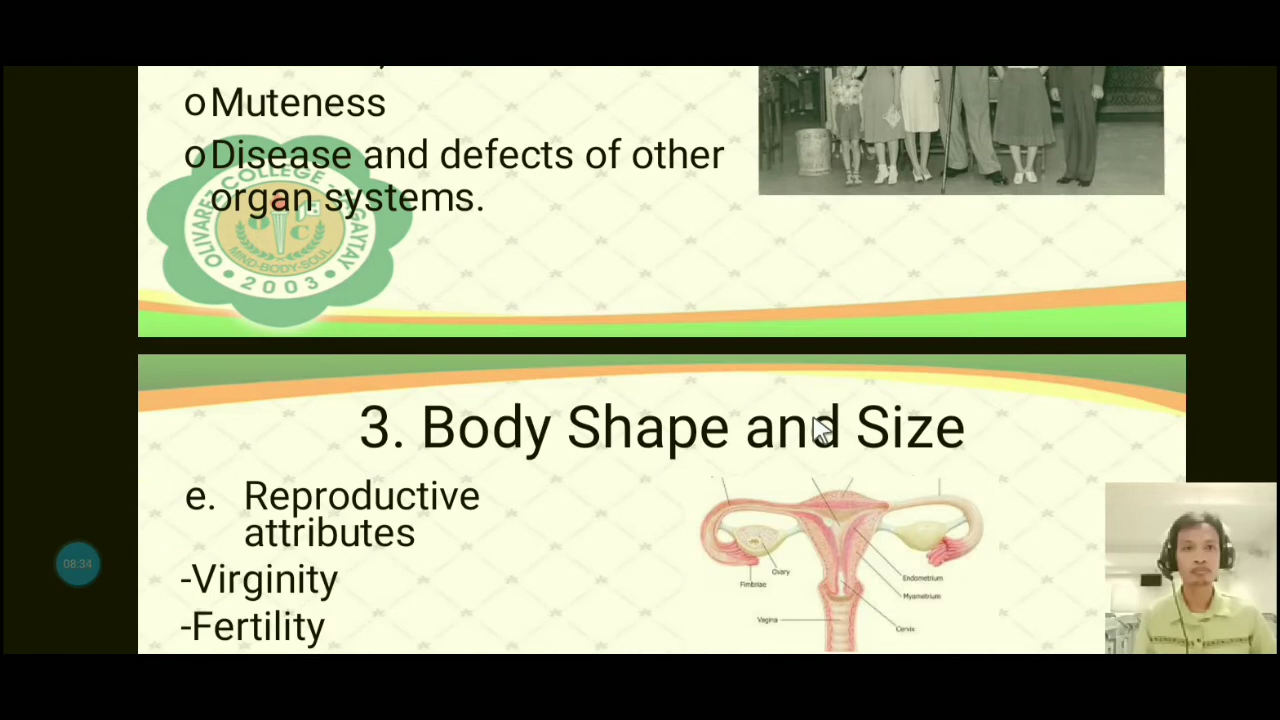 oMuteness
oDisease and defects of other
organ systems.
OLIVAREZ COLLEGE TAGAYTAY
O C
MIND-BODY-SOUL
2003
3. Body Shape and Size
e. Reproductive
attributes
-Virginity
-Fertility
Ovary
Fimbriae
Endometrium
Myametrium
Vagina
Cervix
08:34